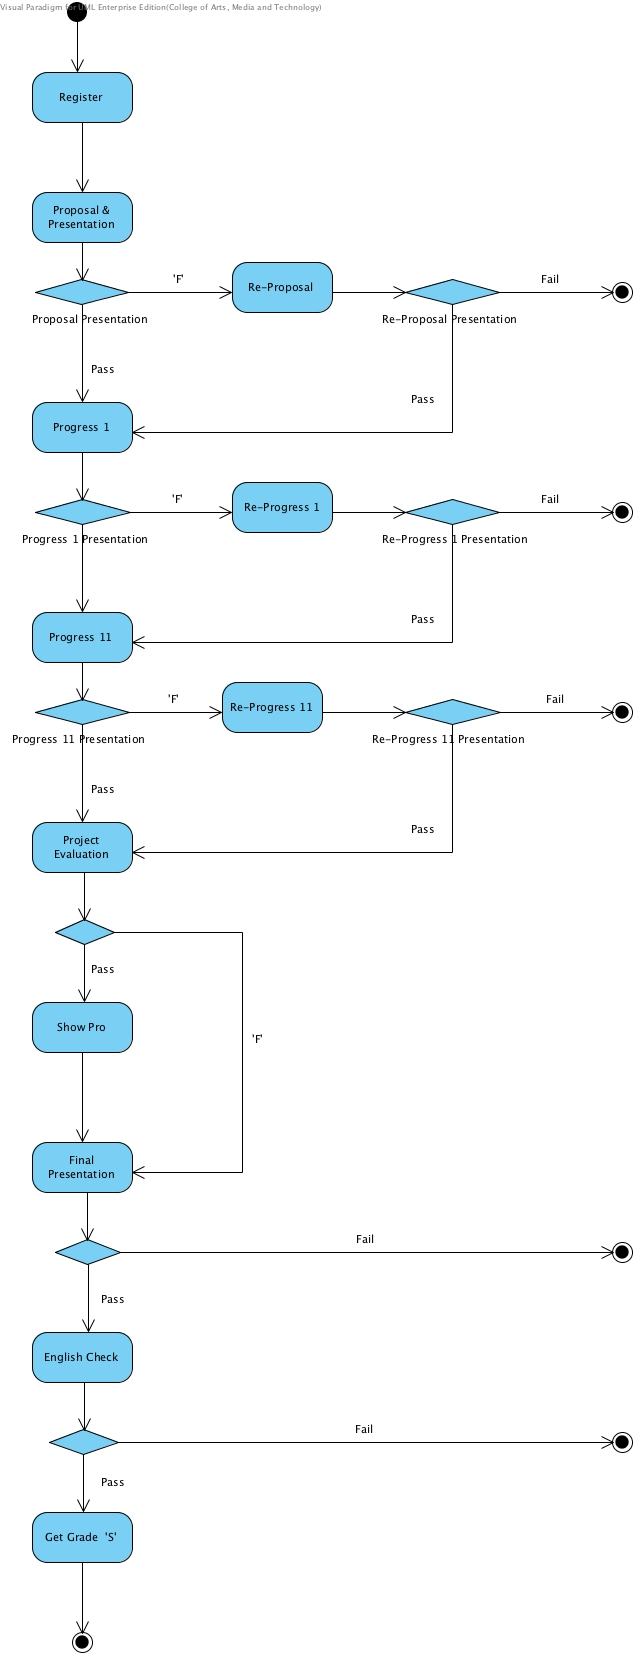 Visual Paradigm for UML Enterprise Edition(College of Arts, Media and Technology)
Register
Proposal &
Presentation
'F'
Re-Proposal
Fail
Proposal Presentation
Re-Proposal Presentation
Pass
Pass
Progress 1
'F'
Re-Progress 1
Fail
Progress 1 Presentation
Re-Progress 1 Presentation
Pass
Progress 11
'F'
Re-Progress 11
Fail
Progress 11 Presentation
Re-Progress 11 Presentation
Pass
Pass
Project
Evaluation
Pass
Show Pro
'F'
Final
Presentation
Fail
Pass
English Check
Fail
Pass
Get Grade 'S'